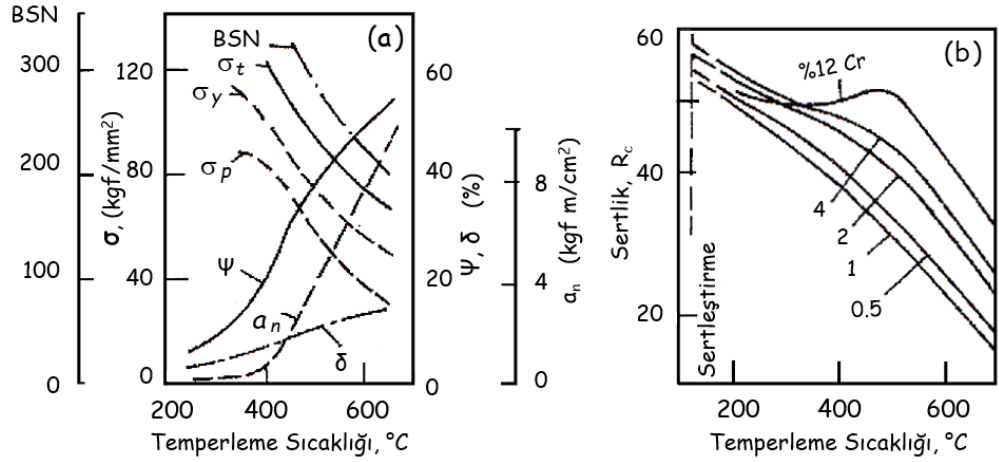 BSN
300
200
100
0
σ, (kgf/mm²)
120
80
40
0
(a)
BSN
σt
σy
σp
ψ
an
δ
200
400
600
Temperleme Sıcaklığı, °C
60
40
20
0
Ψ, δ (%)
8
4
0
an (kgf m/cm²)
60
40
20
Sertlik, Rc
(b)
%12 Cr
4
2
1
0.5
Sertleştirme
200
400
600
Temperleme Sıcaklığı, °C